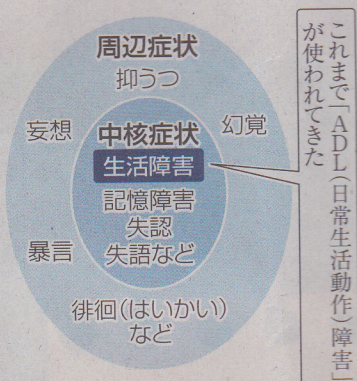 周辺症状
抑うつ
妄想
幻覚
中核症状
生活障害
記憶障害
失認
失語など
暴言
徘徊(はいかい)
など
これまで「ADL(日常生活動作)障害」
が使われてきた